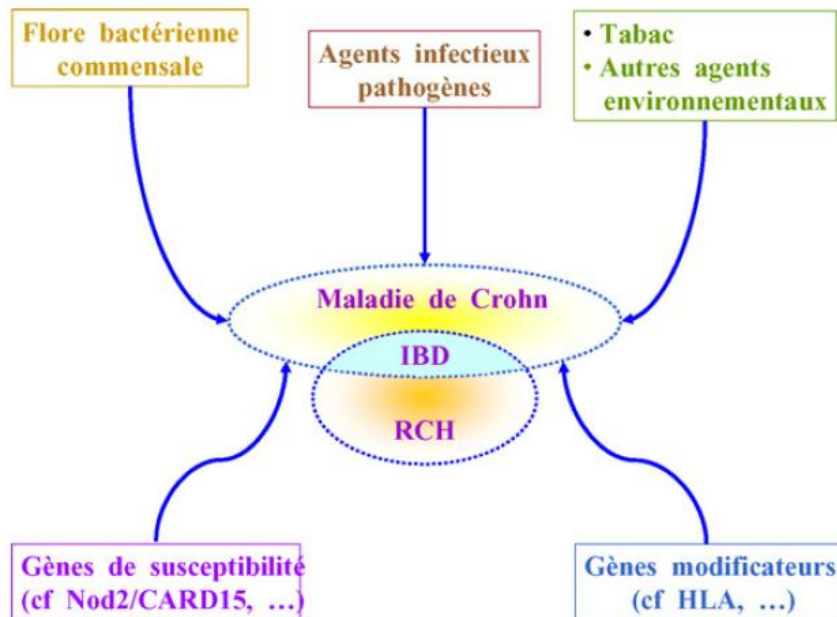 Flore bactérienne
commensale
Agents infectieux
pathogènes
• Tabac
• Autres agents
environnementaux
Maladie de Crohn
IBD
RCH
Gènes de susceptibilité
(cf Nod2/CARD15, ...)
Gènes modificateurs
(cf HLA, ...)